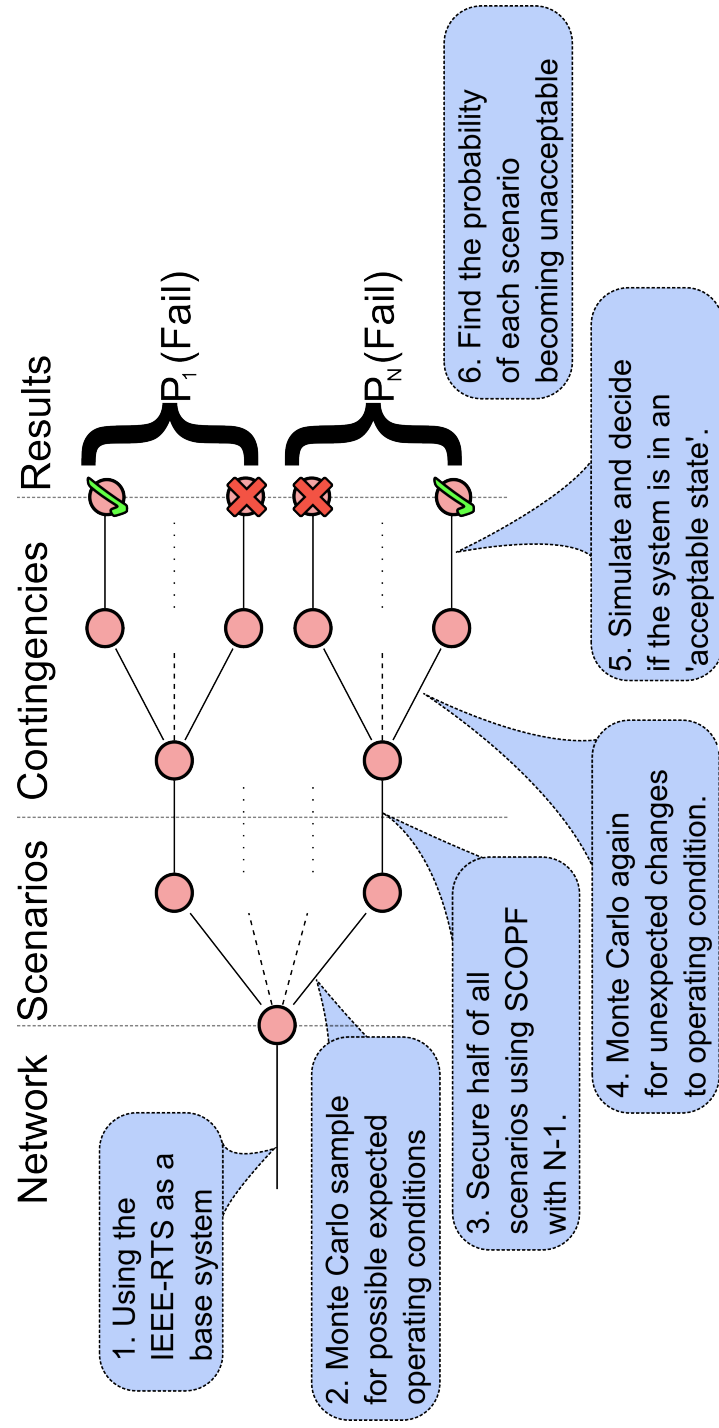 Network
Scenarios
Contingencies
Results
P1 (Fail)
PN (Fail)
1. Using the
IEEE-RTS as a
base system
2. Monte Carlo sample
for possible expected
operating conditions
3. Secure half of all
scenarios using SCOPF
with N-1.
4. Monte Carlo again
for unexpected changes
to operating condition.
5. Simulate and decide
if the system is in an
'acceptable state'.
6. Find the probability
of each scenario
becoming unacceptable